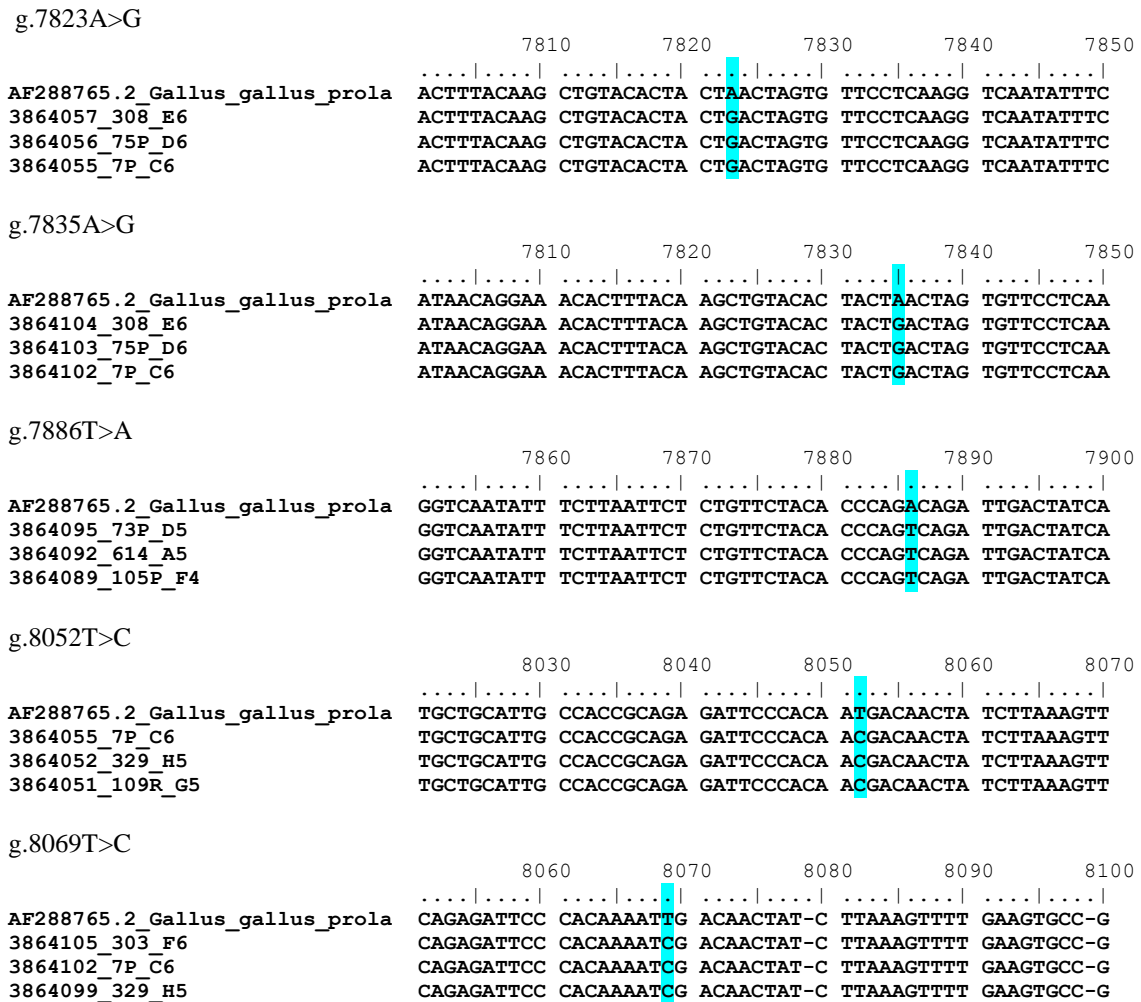 g.7823A>G
7810 7820 7830 7840 7850
....|....| ....|....| ....|....| ....|....| ....|....|
AF288765.2_Gallus_gallus_prola ACTTTACAAG CTGTACACTA CTAACTAGTG TTCCTCAAGG TCAATATTTC
3864057_308_E6 ACTTTACAAG CTGTACACTA CTGACTAGTG TTCCTCAAGG TCAATATTTC
3864056_75P_D6 ACTTTACAAG CTGTACACTA CTGACTAGTG TTCCTCAAGG TCAATATTTC
3864055_7P_C6 ACTTTACAAG CTGTACACTA CTGACTAGTG TTCCTCAAGG TCAATATTTC
g.7835A>G
7810 7820 7830 7840 7850
....|....| ....|....| ....|....| ....|....| ....|....|
AF288765.2_Gallus_gallus_prola ATAACAGGAA ACACTTTACA AGCTGTACAC TACTAACTAG TGTTCCTCAA
3864104_308_E6 ATAACAGGAA ACACTTTACA AGCTGTACAC TACTGACTAG TGTTCCTCAA
3864103_75P_D6 ATAACAGGAA ACACTTTACA AGCTGTACAC TACTGACTAG TGTTCCTCAA
3864102_7P_C6 ATAACAGGAA ACACTTTACA AGCTGTACAC TACTGACTAG TGTTCCTCAA
g.7886T>A
7860 7870 7880 7890 7900
....|....| ....|....| ....|....| ....|....| ....|....|
AF288765.2_Gallus_gallus_prola GGTCAATATT TCTTAATTCT CTGTTCTACA CCCAGACAGA TTGACTATCA
3864095_73P_D5 GGTCAATATT TCTTAATTCT CTGTTCTACA CCCAGTCAGA TTGACTATCA
3864092_614_A5 GGTCAATATT TCTTAATTCT CTGTTCTACA CCCAGTCAGA TTGACTATCA
3864089_105P_F4 GGTCAATATT TCTTAATTCT CTGTTCTACA CCCAGTCAGA TTGACTATCA
g.8052T>C
8030 8040 8050 8060 8070
....|....| ....|....| ....|....| ....|....| ....|....|
AF288765.2_Gallus_gallus_prola TGCTGCATTG CCACCGCAGA GATTCCCACA AATGACAACTA TCTTAAAGTT
3864055_7P_C6 TGCTGCATTG CCACCGCAGA GATTCCCACA ACGACAACTA TCTTAAAGTT
3864052_329_H5 TGCTGCATTG CCACCGCAGA GATTCCCACA ACGACAACTA TCTTAAAGTT
3864051_109R_G5 TGCTGCATTG CCACCGCAGA GATTCCCACA ACGACAACTA TCTTAAAGTT
g.8069T>C
8060 8070 8080 8090 8100
....|....| ....|....| ....|....| ....|....| ....|....|
AF288765.2_Gallus_gallus_prola CAGAGATTCC CACAAAATTG ACAACTAT-C TTAAAGTTTT GAAGTGCC-G
3864105_303_F6 CAGAGATTCC CACAAAATCG ACAACTAT-C TTAAAGTTTT GAAGTGCC-G
3864102_7P_C6 CAGAGATTCC CACAAAATCG ACAACTAT-C TTAAAGTTTT GAAGTGCC-G
3864099_329_H5 CAGAGATTCC CACAAAATCG ACAACTAT-C TTAAAGTTTT GAAGTGCC-G